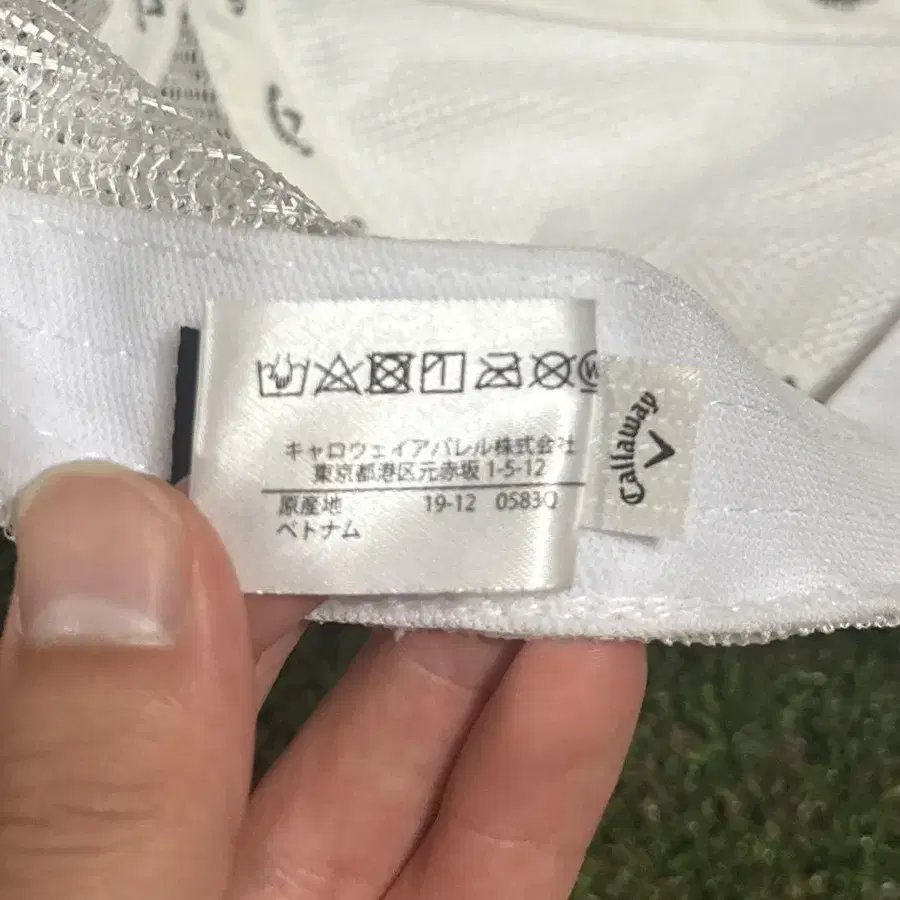 キャロウェイアパレル株式会社
東京都港区元赤坂 1-5-12
原産地 19-12 0583Q
ベトナム
Callaway